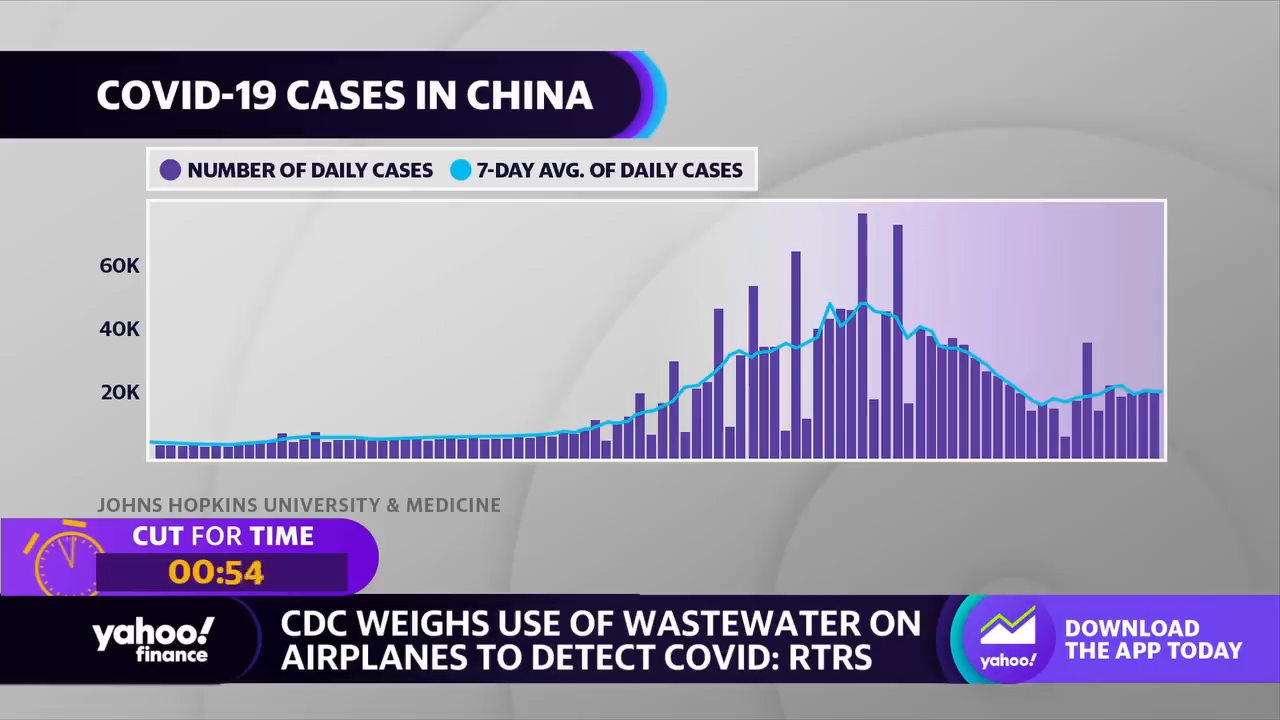 COVID-19 CASES IN CHINA
NUMBER OF DAILY CASES 7-DAY AVG. OF DAILY CASES
60K
40K
20K
JOHNS HOPKINS UNIVERSITY & MEDICINE
CUT FOR TIME
00:54
yahoo!
finance
CDC WEIGHS USE OF WASTEWATER ON
AIRPLANES TO DETECT COVID: RTRS
yahoo!
DOWNLOAD
THE APP TODAY